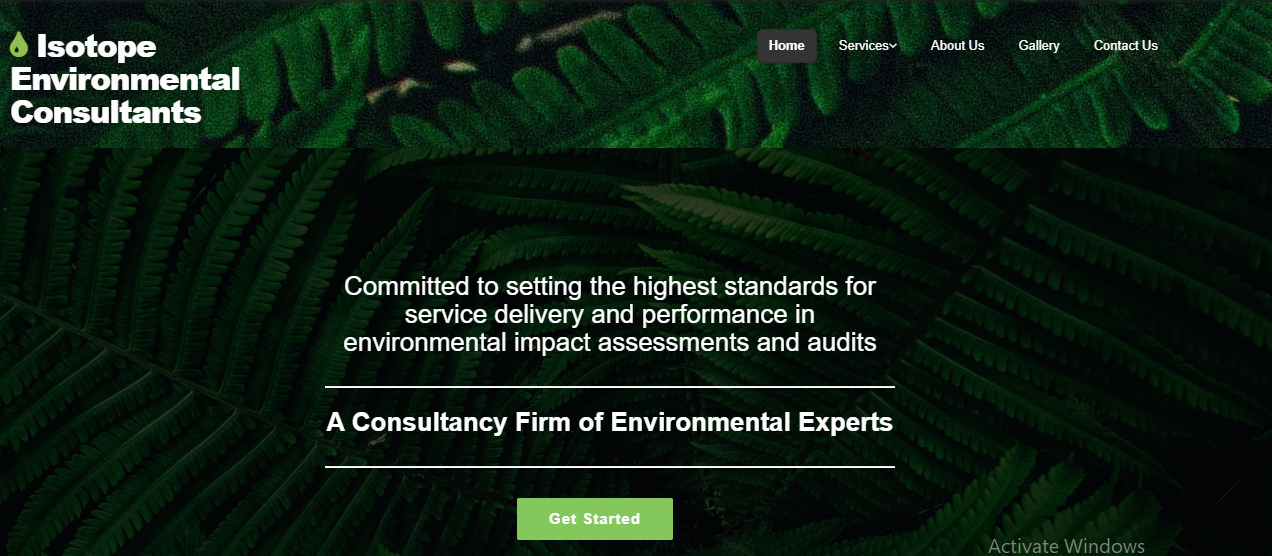 Isotope
Environmental
Consultants
Home
Services
About Us
Gallery
Contact Us
Committed to setting the highest standards for
service delivery and performance in
environmental impact assessments and audits
A Consultancy Firm of Environmental Experts
Get Started
Activate Windows